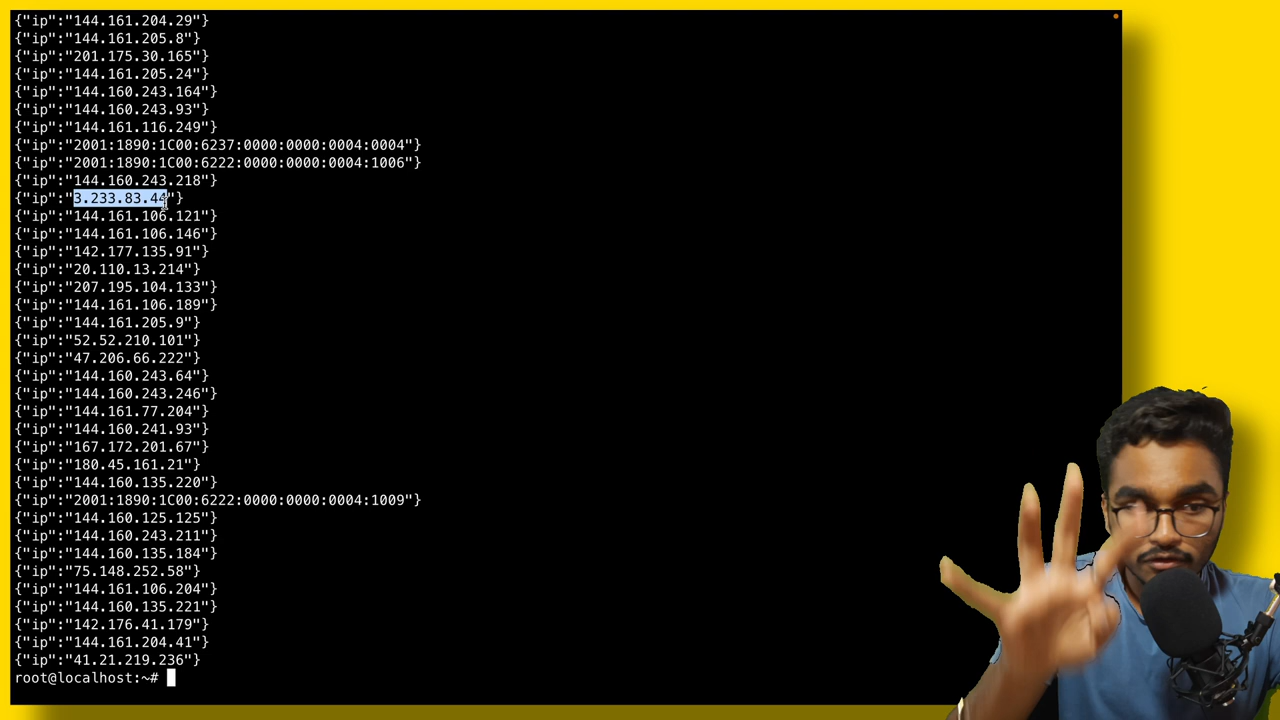 {"ip":"144.161.204.29"}
{"ip":"144.161.205.8"}
{"ip":"201.175.30.165"}
{"ip":"144.161.205.24"}
{"ip":"144.160.243.164"}
{"ip":"144.160.243.93"}
{"ip":"144.161.116.249"}
{"ip":"2001:1890:1C00:6237:0000:0000:0004:0004"}
{"ip":"2001:1890:1C00:6222:0000:0000:0004:1006"}
{"ip":"144.160.243.218"}
{"ip":"3.233.83.44"}
{"ip":"144.161.106.121"}
{"ip":"144.161.106.146"}
{"ip":"142.177.135.91"}
{"ip":"20.110.13.214"}
{"ip":"207.195.104.133"}
{"ip":"144.161.106.189"}
{"ip":"144.161.205.9"}
{"ip":"52.52.210.101"}
{"ip":"47.206.66.222"}
{"ip":"144.160.243.64"}
{"ip":"144.160.243.246"}
{"ip":"144.161.77.204"}
{"ip":"144.160.241.93"}
{"ip":"167.172.201.67"}
{"ip":"180.45.161.21"}
{"ip":"144.160.135.220"}
{"ip":"2001:1890:1C00:6222:0000:0000:0004:1009"}
{"ip":"144.160.125.125"}
{"ip":"144.160.243.211"}
{"ip":"144.160.135.184"}
{"ip":"75.148.252.58"}
{"ip":"144.161.106.204"}
{"ip":"144.160.135.221"}
{"ip":"142.176.41.179"}
{"ip":"144.161.204.41"}
{"ip":"41.21.219.236"}
root@localhost:~#